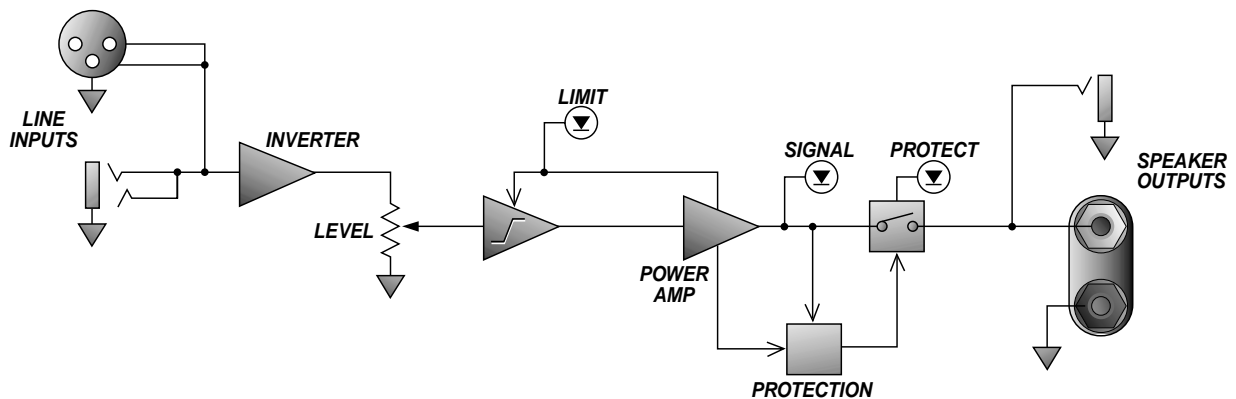 LINE
INPUTS
INVERTER
LEVEL
LIMIT
POWER
AMP
SIGNAL
PROTECT
PROTECTION
SPEAKER
OUTPUTS